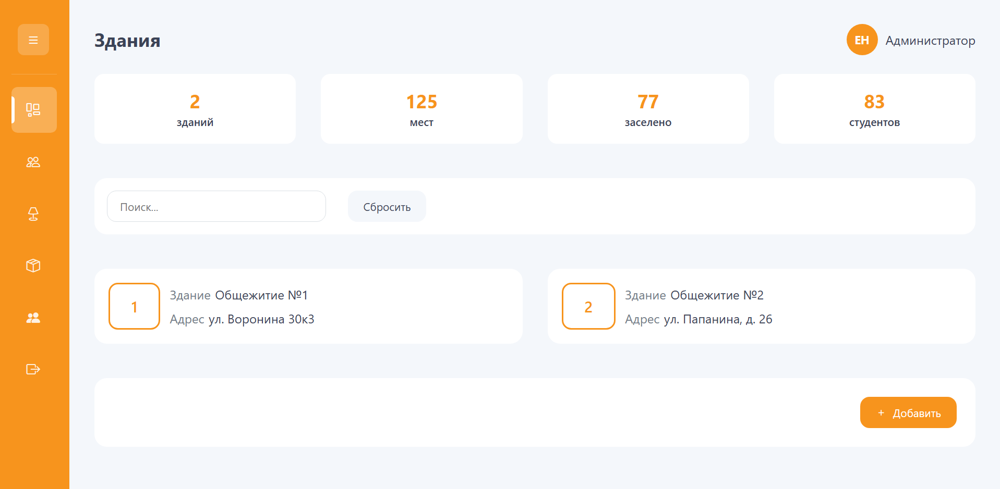 Здания
ЕН Администратор
2
зданий
125
мест
77
заселено
83
студентов
Поиск...
Сбросить
1
Здание Общежитие №1
Адрес ул. Воронина 30к3
2
Здание Общежитие №2
Адрес ул. Папанина, д. 26
+ Добавить